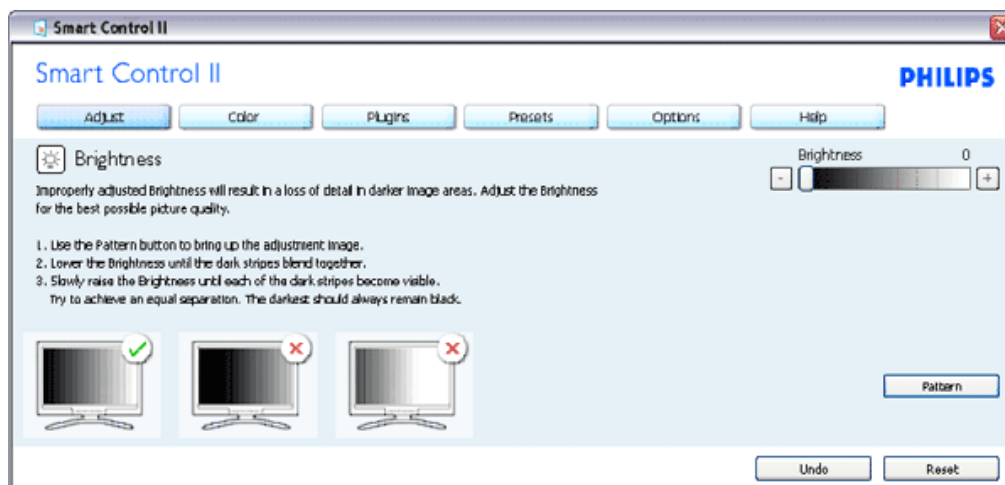 Smart Control II
Smart Control II
PHILIPS
Adjust Color Plugins Presets Options Help
Brightness
Brightness 0
Improperly adjusted Brightness will result in a loss of detail in darker image areas. Adjust the Brightness
for the best possible picture quality.
1. Use the Pattern button to bring up the adjustment image.
2. Lower the Brightness until the dark stripes blend together.
3. Slowly raise the Brightness until each of the dark stripes become visible.
Try to achieve an equal separation. The darkest should always remain black.
Pattern
Undo Reset